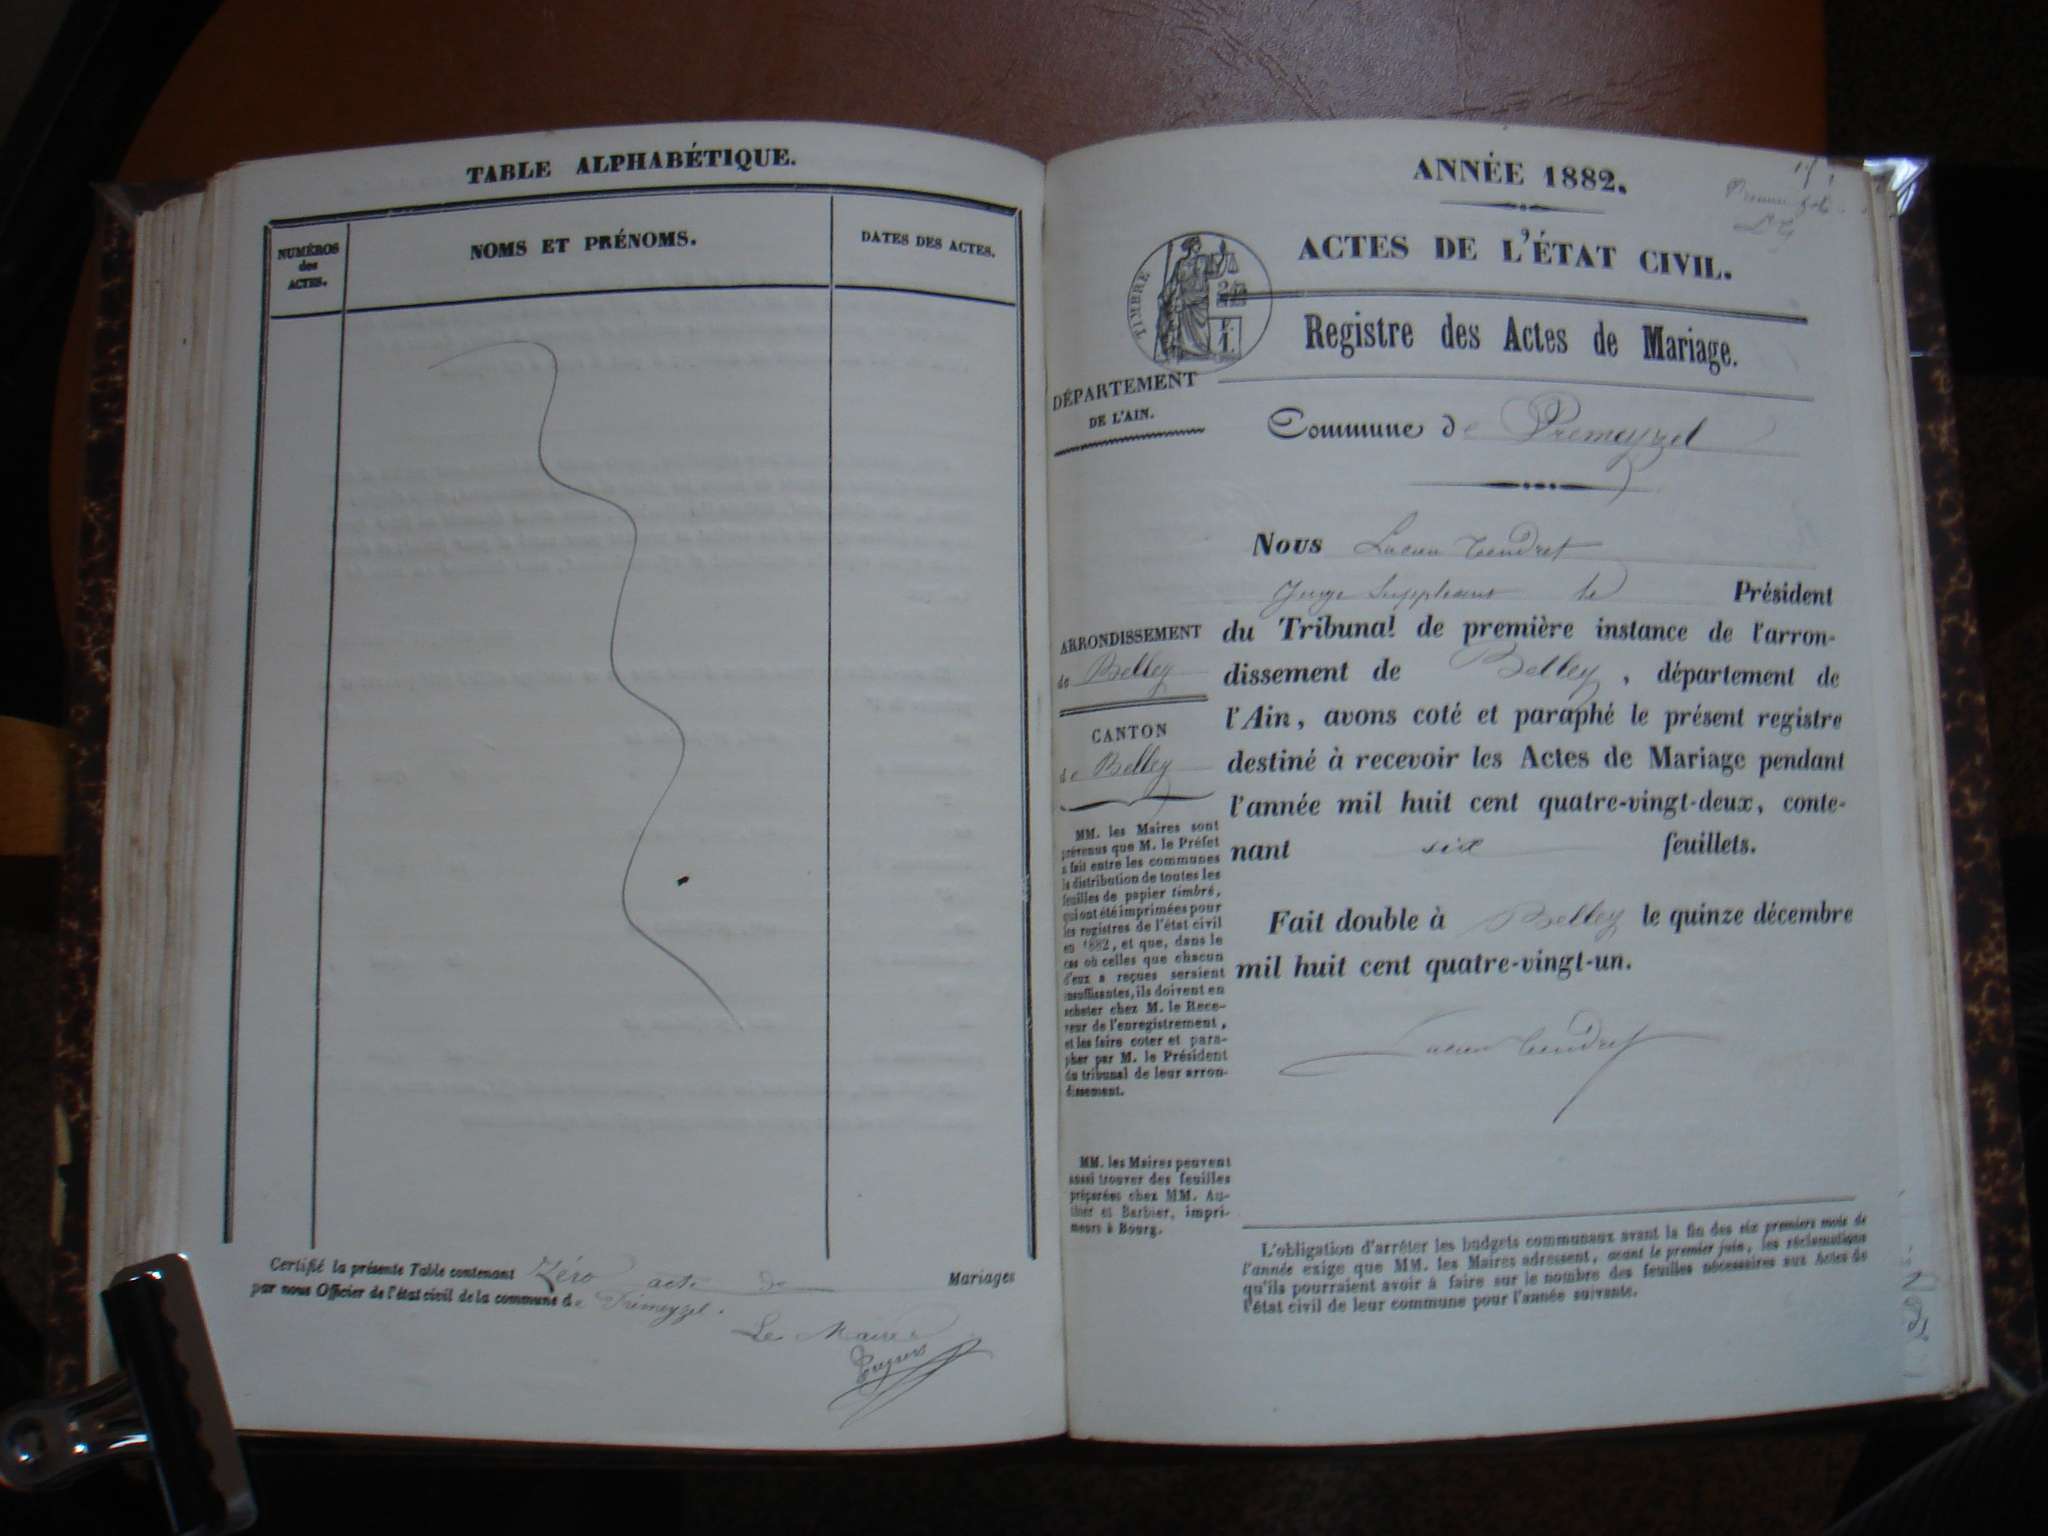 TABLE ALPHABÉTIQUE.
NUMÉROS
des
ACTES.
NOMS ET PRÉNOMS.
DATES DES ACTES.
Certifié la présente Table contenant Zéro acte de Mariages
par nous Officier de l'état civil de la commune de Prémeyzel.
Le Maire
ANNÉE 1882.
ACTES DE L'ÉTAT CIVIL.
TIMBRE
Registre des Actes de Mariage.
DÉPARTEMENT
DE L'AIN.
Commune de Prémeyzel
Nous Lucien Tendret
Juge Suppléant le Président
du Tribunal de première instance de l'arron-
dissement de Belley, département de
l'Ain, avons coté et paraphé le présent registre
destiné à recevoir les Actes de Mariage pendant
l'année mil huit cent quatre-vingt-deux, conte-
nant six feuillets.
Fait double à Belley le quinze décembre
mil huit cent quatre-vingt-un.
Lucien Tendret
ARRONDISSEMENT
de Belley
CANTON
de Belley
MM. les Maires sont
prévenus que M. le Préfet
a fait entre les communes
la distribution de toutes les
feuilles de papier timbré,
qui ont été imprimées pour
les registres de l'état civil
en 1882, et que, dans le
cas où celles que chacun
d'eux a reçues seraient
insuffisantes, ils doivent en
acheter chez M. le Rece-
veur de l'enregistrement,
et les faire coter et para-
pher par M. le Président
du tribunal de leur arron-
dissement.
MM. les Maires peuvent
aussi trouver des feuilles
préparées chez MM. Au-
thier et Barbier, impri-
meurs à Bourg.
L'obligation d'arrêter les budgets communaux avant la fin des six premiers mois de
l'année exige que MM. les Maires adressent, avant le premier juin, les réclamations
qu'ils pourraient avoir à faire sur le nombre des feuilles nécessaires aux Actes de
l'état civil de leur commune pour l'année suivante.